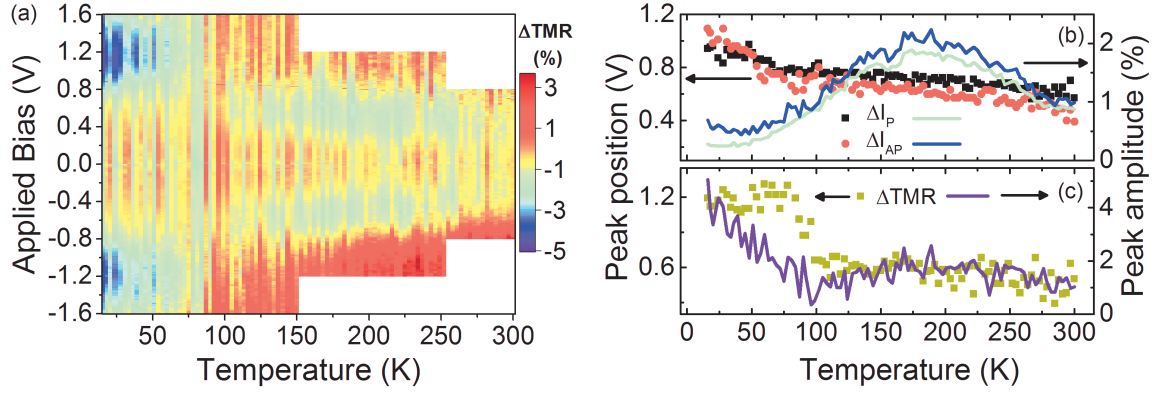 (a)
ΔTMR
(%)
3
1
-1
-3
-5
1.6
1.2
0.8
0.4
0.0
-0.4
-0.8
-1.2
-1.6
Applied Bias (V)
50 100 150 200 250 300
Temperature (K)
(b)
1.2
0.8
0.4
2
1
0
ΔI_P
ΔI_AP
(c)
ΔTMR
1.2
0.6
4
2
0
Peak position (V)
Peak amplitude (%)
0 50 100 150 200 250 300
Temperature (K)